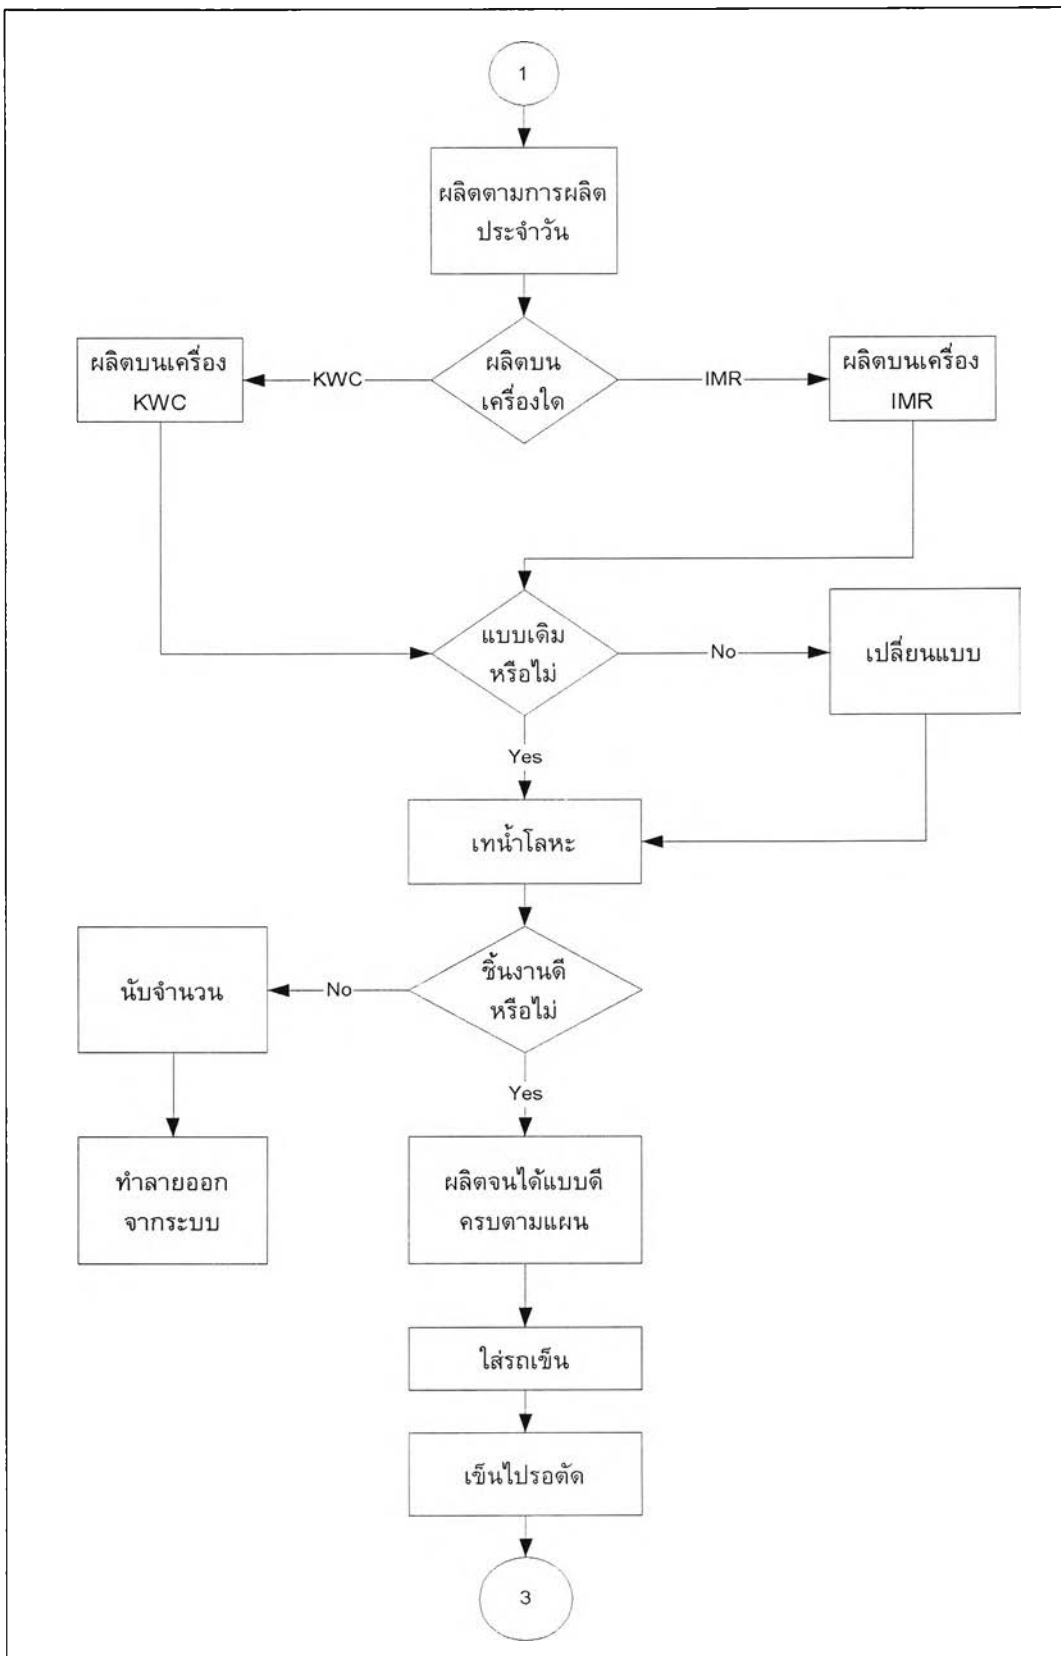 1
ผลิตตามการผลิต
ประจำวัน
ผลิตบนเครื่อง
KWC
KWC
ผลิตบน
เครื่องใด
IMR
ผลิตบนเครื่อง
IMR
แบบเดิม
หรือไม่
No
เปลี่ยนแบบ
Yes
เทน้ำโลหะ
นับจำนวน
No
ชิ้นงานดี
หรือไม่
Yes
ทำลายออก
จากระบบ
ผลิตจนได้แบบดี
ครบตามแผน
ใส่รถเข็น
เข็นไปรอตัด
3